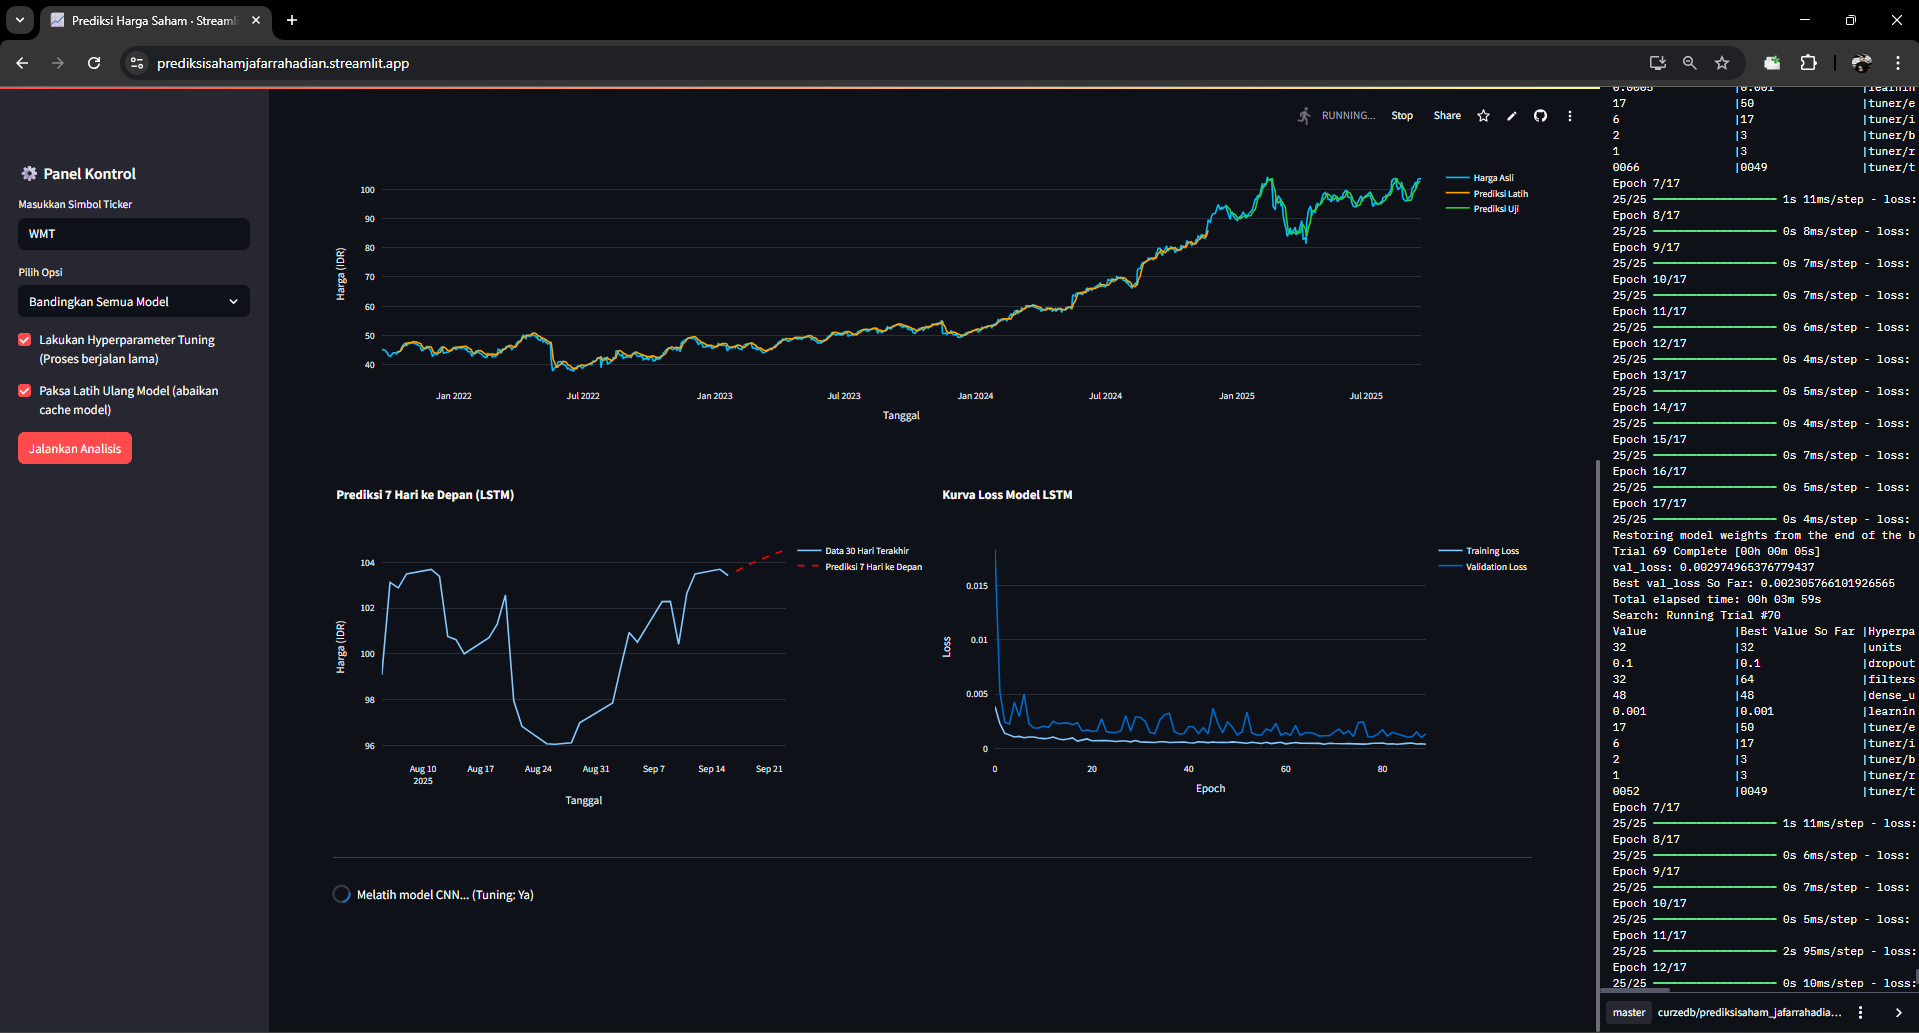 Prediksi Harga Saham · Streaml
prediksisahamjafarrahadian.streamlit.app
RUNNING...
Stop
Share
Panel Kontrol
Masukkan Simbol Ticker
WMT
Pilih Opsi
Bandingkan Semua Model
Lakukan Hyperparameter Tuning
(Proses berjalan lama)
Paksa Latih Ulang Model (abaikan
cache model)
Jalankan Analisis
Harga (IDR)
100
90
80
70
60
50
40
Jan 2022
Jul 2022
Jan 2023
Jul 2023
Jan 2024
Jul 2024
Jan 2025
Jul 2025
Tanggal
Harga Asli
Prediksi Latih
Prediksi Uji
Prediksi 7 Hari ke Depan (LSTM)
Harga (IDR)
104
102
100
98
96
Aug 10
2025
Aug 17
Aug 24
Aug 31
Sep 7
Sep 14
Sep 21
Tanggal
Data 30 Hari Terakhir
Prediksi 7 Hari ke Depan
Kurva Loss Model LSTM
Loss
0.015
0.01
0.005
0
0
20
40
60
80
Epoch
Training Loss
Validation Loss
Melatih model CNN... (Tuning: Ya)
0.0005 |0.001 |learnin
17 |50 |tuner/e
6 |17 |tuner/i
2 |3 |tuner/b
1 |3 |tuner/r
0066 |0049 |tuner/t
Epoch 7/17
25/25 1s 11ms/step - loss:
Epoch 8/17
25/25 0s 8ms/step - loss:
Epoch 9/17
25/25 0s 7ms/step - loss:
Epoch 10/17
25/25 0s 7ms/step - loss:
Epoch 11/17
25/25 0s 6ms/step - loss:
Epoch 12/17
25/25 0s 4ms/step - loss:
Epoch 13/17
25/25 0s 5ms/step - loss:
Epoch 14/17
25/25 0s 4ms/step - loss:
Epoch 15/17
25/25 0s 7ms/step - loss:
Epoch 16/17
25/25 0s 5ms/step - loss:
Epoch 17/17
25/25 0s 4ms/step - loss:
Restoring model weights from the end of the b
Trial 69 Complete [00h 00m 05s]
val_loss: 0.002974965376779437
Best val_loss So Far: 0.002305766101926565
Total elapsed time: 00h 03m 59s
Search: Running Trial #70
Value |Best Value So Far |Hyperpa
32 |32 |units
0.1 |0.1 |dropout
32 |64 |filters
48 |48 |dense_u
0.001 |0.001 |learnin
17 |50 |tuner/e
6 |17 |tuner/i
2 |3 |tuner/b
1 |3 |tuner/r
0052 |0049 |tuner/t
Epoch 7/17
25/25 1s 11ms/step - loss:
Epoch 8/17
25/25 0s 6ms/step - loss:
Epoch 9/17
25/25 0s 7ms/step - loss:
Epoch 10/17
25/25 0s 5ms/step - loss:
Epoch 11/17
25/25 2s 95ms/step - loss:
Epoch 12/17
25/25 0s 10ms/step - loss:
master
curzedb/prediksisaham_jafarrahadia...